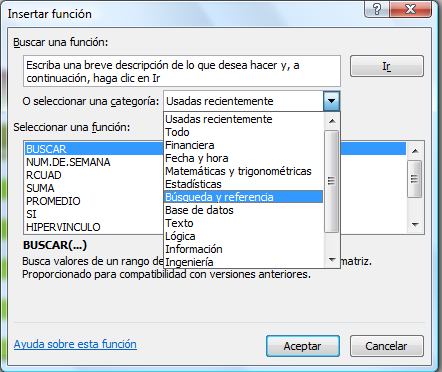 Insertar función
Buscar una función:
Escriba una breve descripción de lo que desea hacer y, a
continuación, haga clic en Ir
Ir
O seleccionar una categoría:
Usadas recientemente
Usadas recientemente
Todo
Financiera
Fecha y hora
Matemáticas y trigonométricas
Estadísticas
Búsqueda y referencia
Base de datos
Texto
Lógica
Información
Ingeniería
Seleccionar una función:
BUSCAR
NUM.DE.SEMANA
RCUAD
SUMA
PROMEDIO
SI
HIPERVINCULO
BUSCAR(...)
Busca valores de un rango de matriz.
Proporcionado para compatibilidad con versiones anteriores.
Ayuda sobre esta función
Aceptar
Cancelar